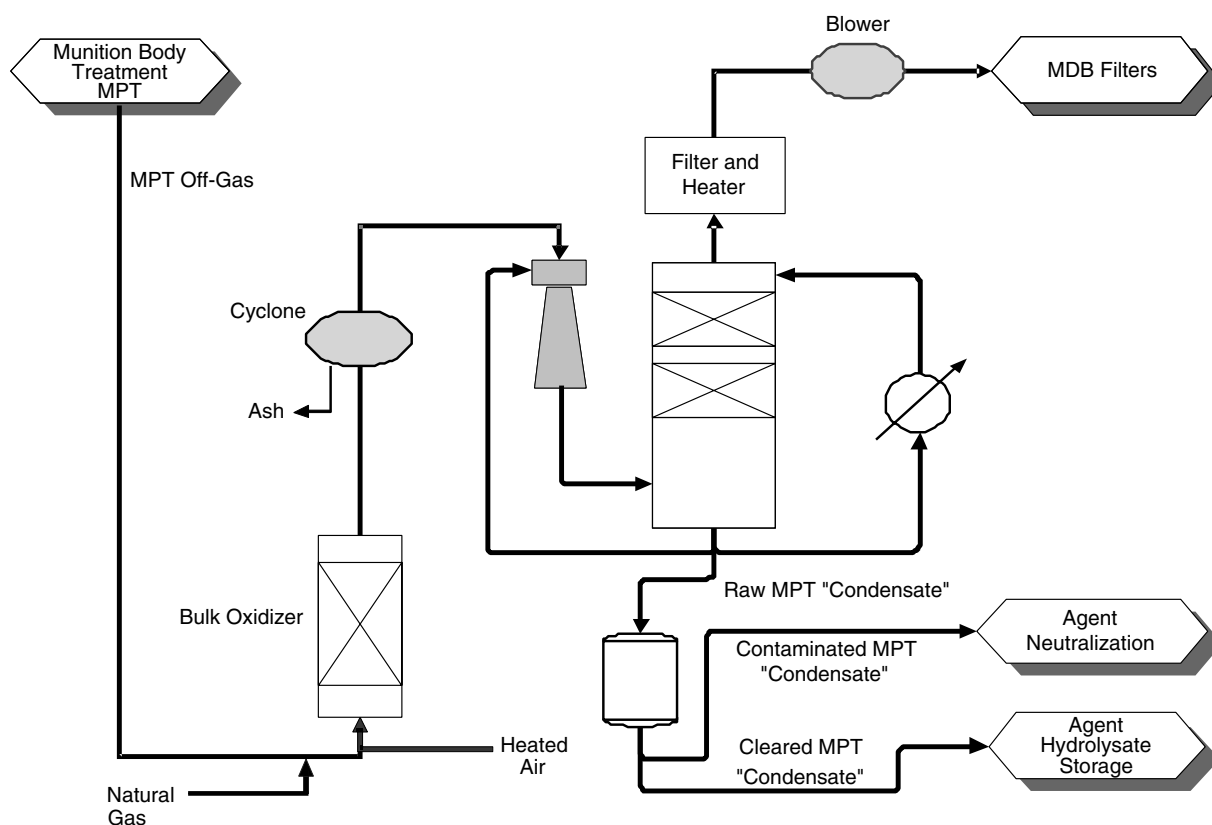 Blower
Munition Body
Treatment
MPT
MDB Filters
MPT Off-Gas
Filter and
Heater
Cyclone
Ash
Bulk Oxidizer
Raw MPT "Condensate"
Agent
Neutralization
Contaminated MPT
"Condensate"
Heated
Air
Cleared MPT
"Condensate"
Agent
Hydrolysate
Storage
Natural
Gas